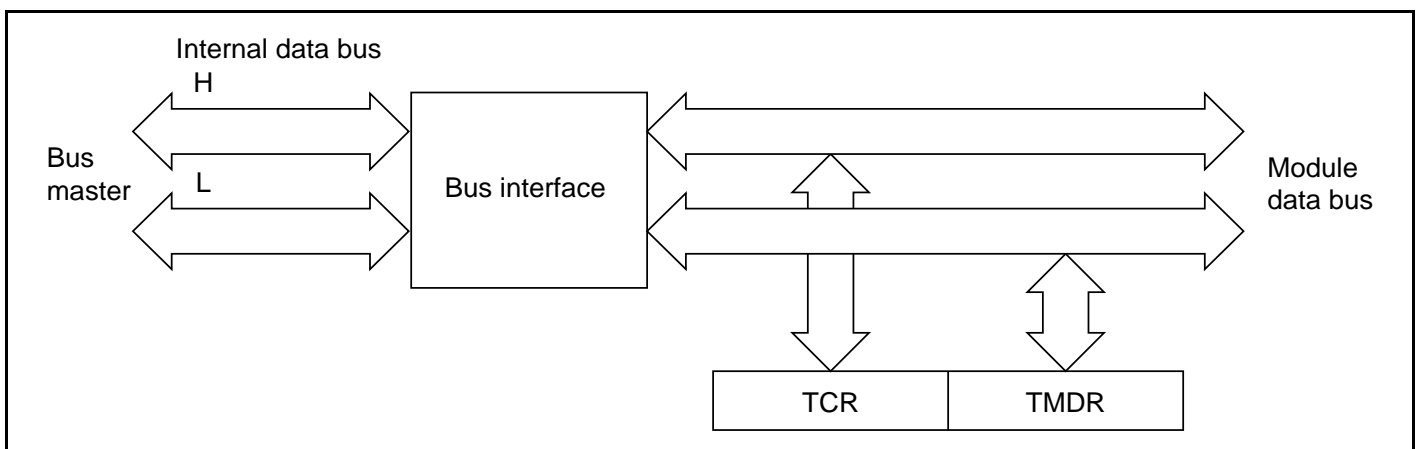 Internal data bus
H
Bus
master
L
Bus interface
Module
data bus
TCR
TMDR